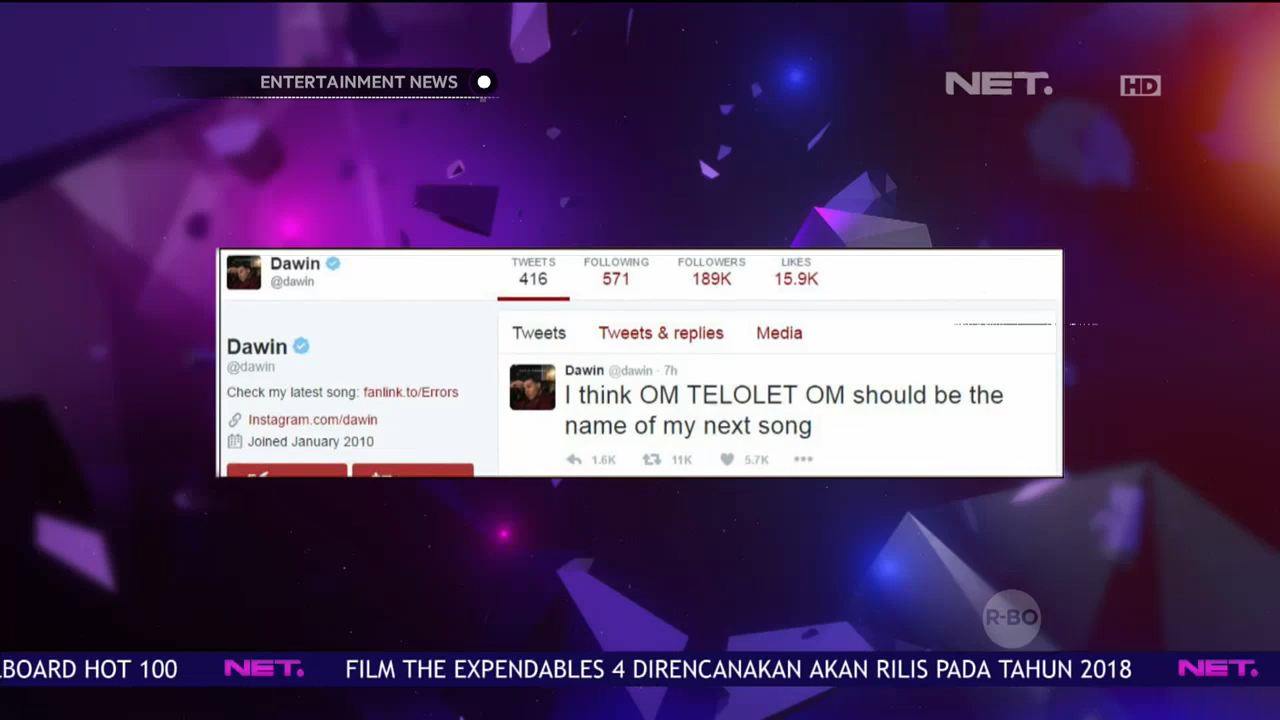 ENTERTAINMENT NEWS
NET.
HD
Dawin
@dawin
TWEETS
416
FOLLOWING
571
FOLLOWERS
189K
LIKES
15.9K
Dawin
@dawin
Check my latest song: fanlink.to/Errors
Instagram.com/dawin
Joined January 2010
Tweets Tweets & replies Media
Dawin @dawin · 7h
I think OM TELOLET OM should be the
name of my next song
1.6K 11K 5.7K
R-BO
BOARD HOT 100 NET. FILM THE EXPENDABLES 4 DIRENCANAKAN AKAN RILIS PADA TAHUN 2018 NET.